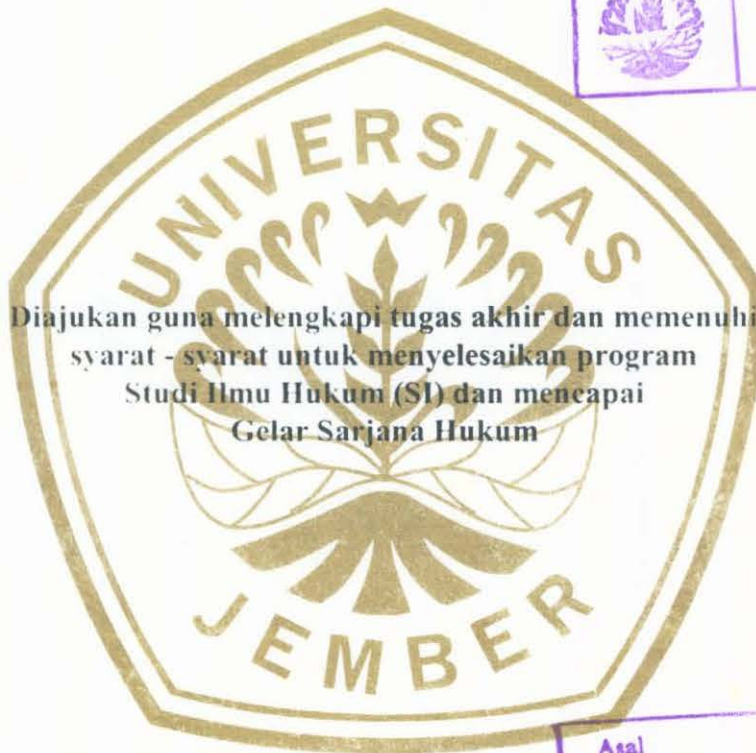 UNIVERSITAS
Diajukan guna melengkapi tugas akhir dan memenuhi
syarat - syarat untuk menyelesaikan program
Studi Ilmu Hukum (SI) dan mencapai
Gelar Sarjana Hukum
JEMBER
Asal